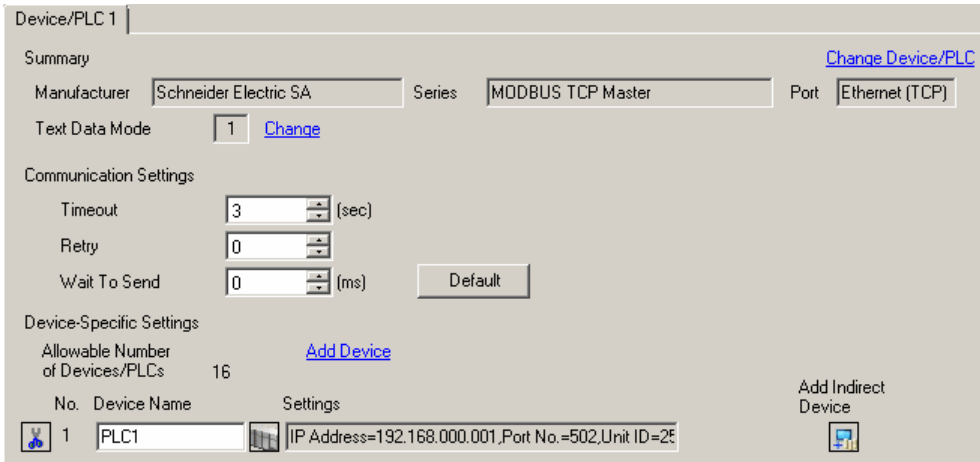 Device/PLC 1
Summary Change Device/PLC
Manufacturer Schneider Electric SA Series MODBUS TCP Master Port Ethernet (TCP)
Text Data Mode 1 Change
Communication Settings
Timeout 3 (sec)
Retry 0
Wait To Send 0 (ms) Default
Device-Specific Settings
Allowable Number Add Device
of Devices/PLCs 16
Add Indirect
No. Device Name Settings Device
1 PLC1 IP Address=192.168.000.001,Port No.=502,Unit ID=25